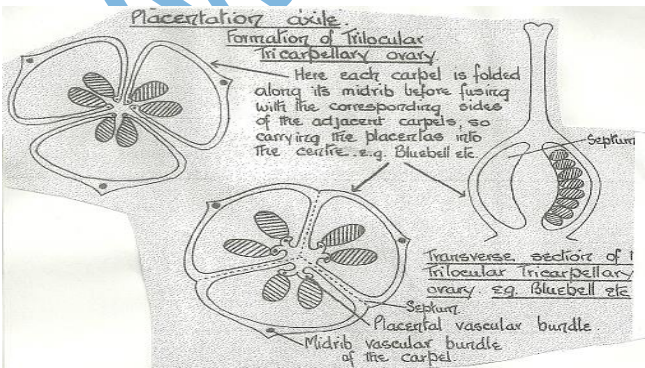 Placentation axile.
Formation of Trilocular
Tricarpellary ovary.
Here each carpel is folded
along its midrib before fusing
with the corresponding sides
of the adjacent carpels, so
carrying the placentas into
the centre. e.g. Bluebell etc.
Septum
Transverse section of
Trilocular Tricarpellary
ovary. eg. Bluebell etc
Septum
Placental vascular bundle.
Midrib vascular bundle
of the carpel.